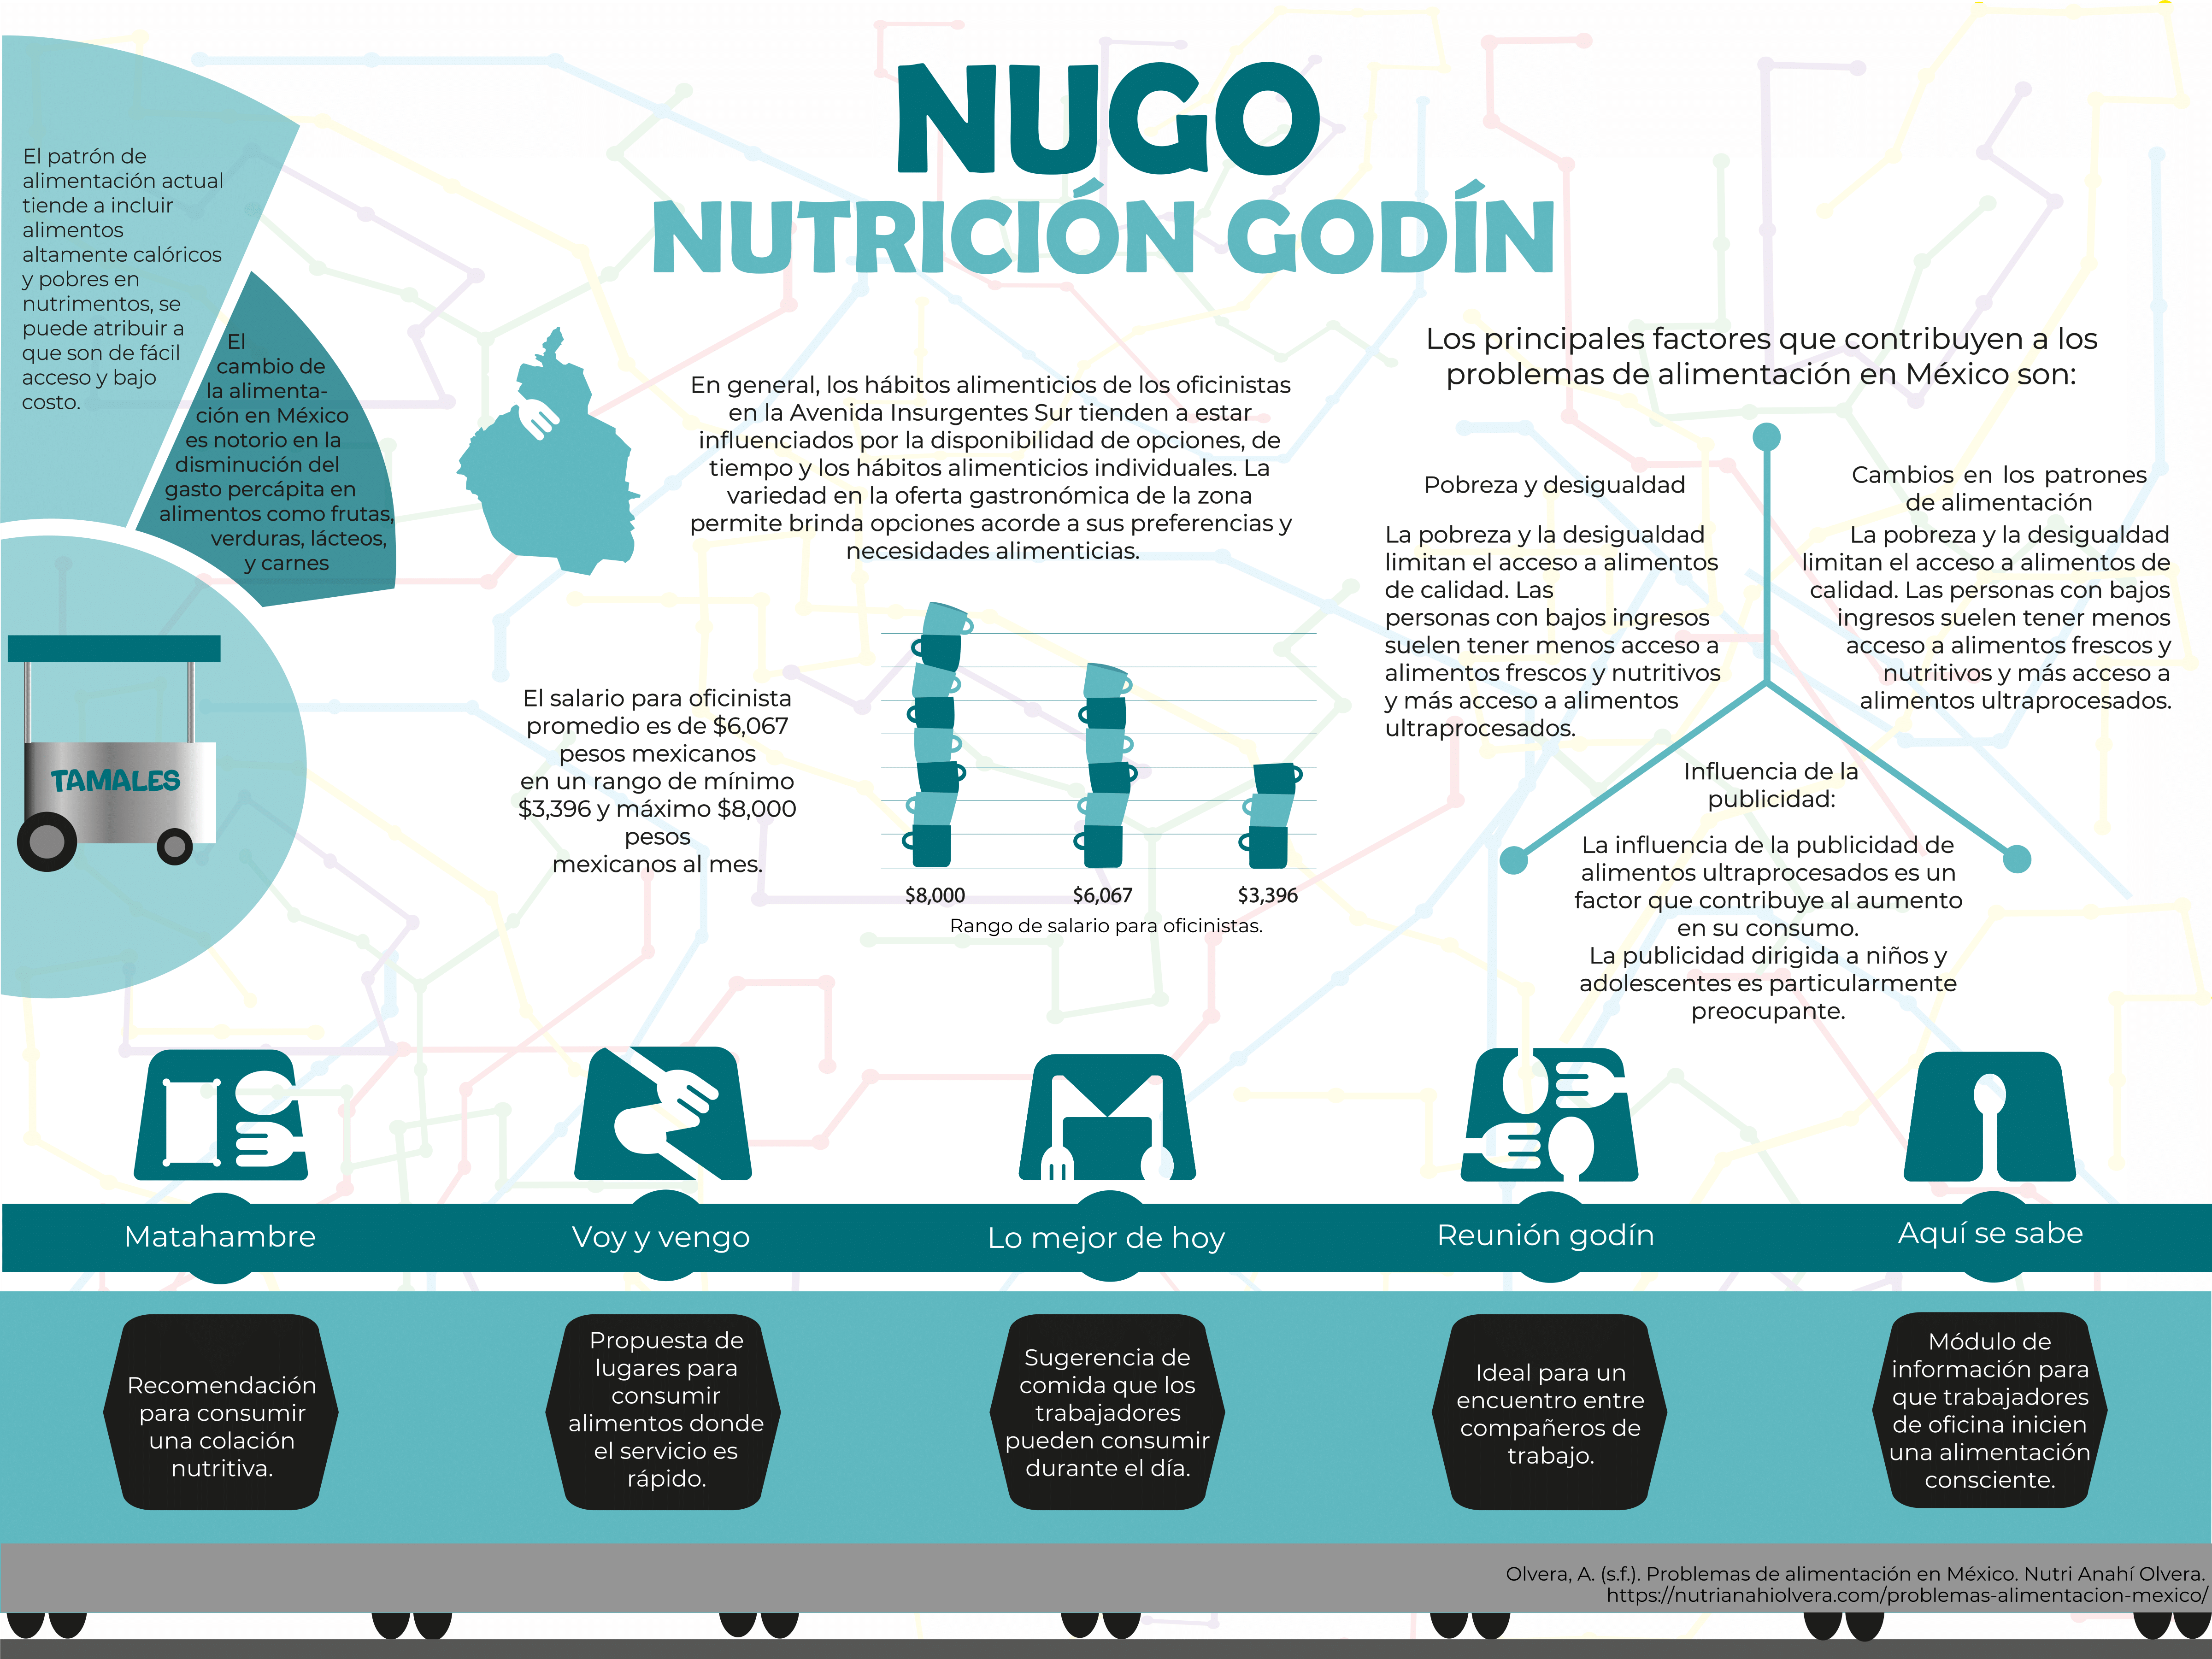 NUGO
NUTRICIÓN GODÍN
El patrón de
alimentación actual
tiende a incluir
alimentos
altamente calóricos
y pobres en
nutrimentos, se
puede atribuir a
que son de fácil
acceso y bajo
costo.
El
cambio de
la alimenta-
ción en México
es notorio en la
disminución del
gasto percápita en
alimentos como frutas,
verduras, lácteos,
y carnes
TAMALES
En general, los hábitos alimenticios de los oficinistas
en la Avenida Insurgentes Sur tienden a estar
influenciados por la disponibilidad de opciones, de
tiempo y los hábitos alimenticios individuales. La
variedad en la oferta gastronómica de la zona
permite brinda opciones acorde a sus preferencias y
necesidades alimenticias.
El salario para oficinista
promedio es de $6,067
pesos mexicanos
en un rango de mínimo
$3,396 y máximo $8,000
pesos
mexicanos al mes.
$8,000
$6,067
$3,396
Rango de salario para oficinistas.
Los principales factores que contribuyen a los
problemas de alimentación en México son:
Pobreza y desigualdad
La pobreza y la desigualdad
limitan el acceso a alimentos
de calidad. Las
personas con bajos ingresos
suelen tener menos acceso a
alimentos frescos y nutritivos
y más acceso a alimentos
ultraprocesados.
Cambios en los patrones
de alimentación
La pobreza y la desigualdad
limitan el acceso a alimentos de
calidad. Las personas con bajos
ingresos suelen tener menos
acceso a alimentos frescos y
nutritivos y más acceso a
alimentos ultraprocesados.
Influencia de la
publicidad:
La influencia de la publicidad de
alimentos ultraprocesados es un
factor que contribuye al aumento
en su consumo.
La publicidad dirigida a niños y
adolescentes es particularmente
preocupante.
Matahambre
Voy y vengo
Lo mejor de hoy
Reunión godín
Aquí se sabe
Recomendación
para consumir
una colación
nutritiva.
Propuesta de
lugares para
consumir
alimentos donde
el servicio es
rápido.
Sugerencia de
comida que los
trabajadores
pueden consumir
durante el día.
Ideal para un
encuentro entre
compañeros de
trabajo.
Módulo de
información para
que trabajadores
de oficina inicien
una alimentación
consciente.
Olvera, A. (s.f.). Problemas de alimentación en México. Nutri Anahí Olvera.
https://nutrianahiolvera.com/problemas-alimentacion-mexico/